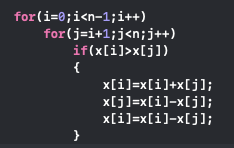 for(i=0;i<n-1;i++)
for(j=i+1;j<n;j++)
if(x[i]>x[j])
{
x[i]=x[i]+x[j];
x[j]=x[i]-x[j];
x[i]=x[i]-x[j];
}